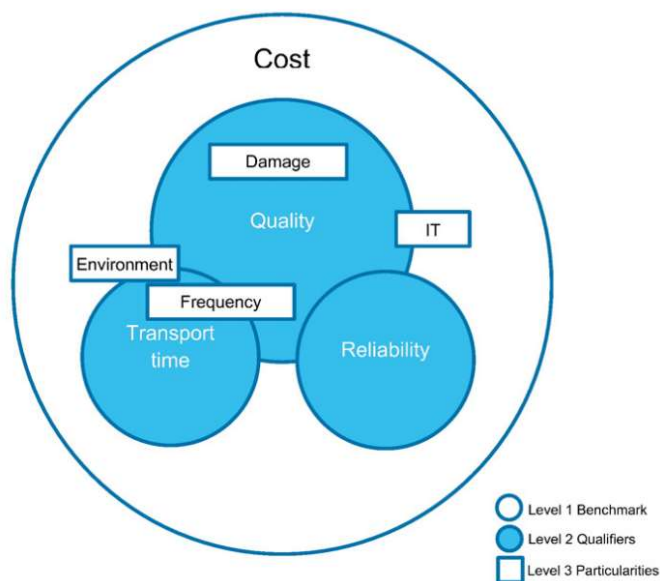 Cost
Damage
Quality
IT
Environment
Frequency
Transport
time
Reliability
Level 1 Benchmark
Level 2 Qualifiers
Level 3 Particularities